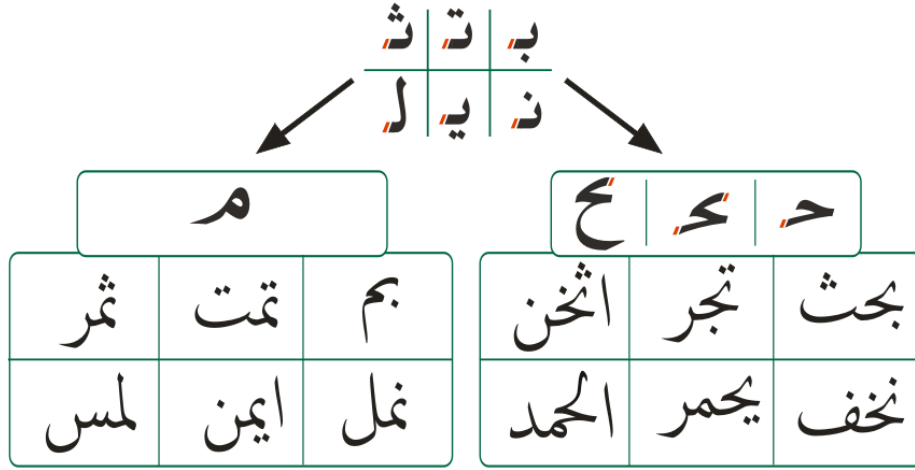 بـ تـ ثـ
نـ يـ لـ
حـ ـحـ ـح
م
بحث تجر اثخن
نخف يحمر الحمد
بم تمت ثمر
نمل ايمن لمس